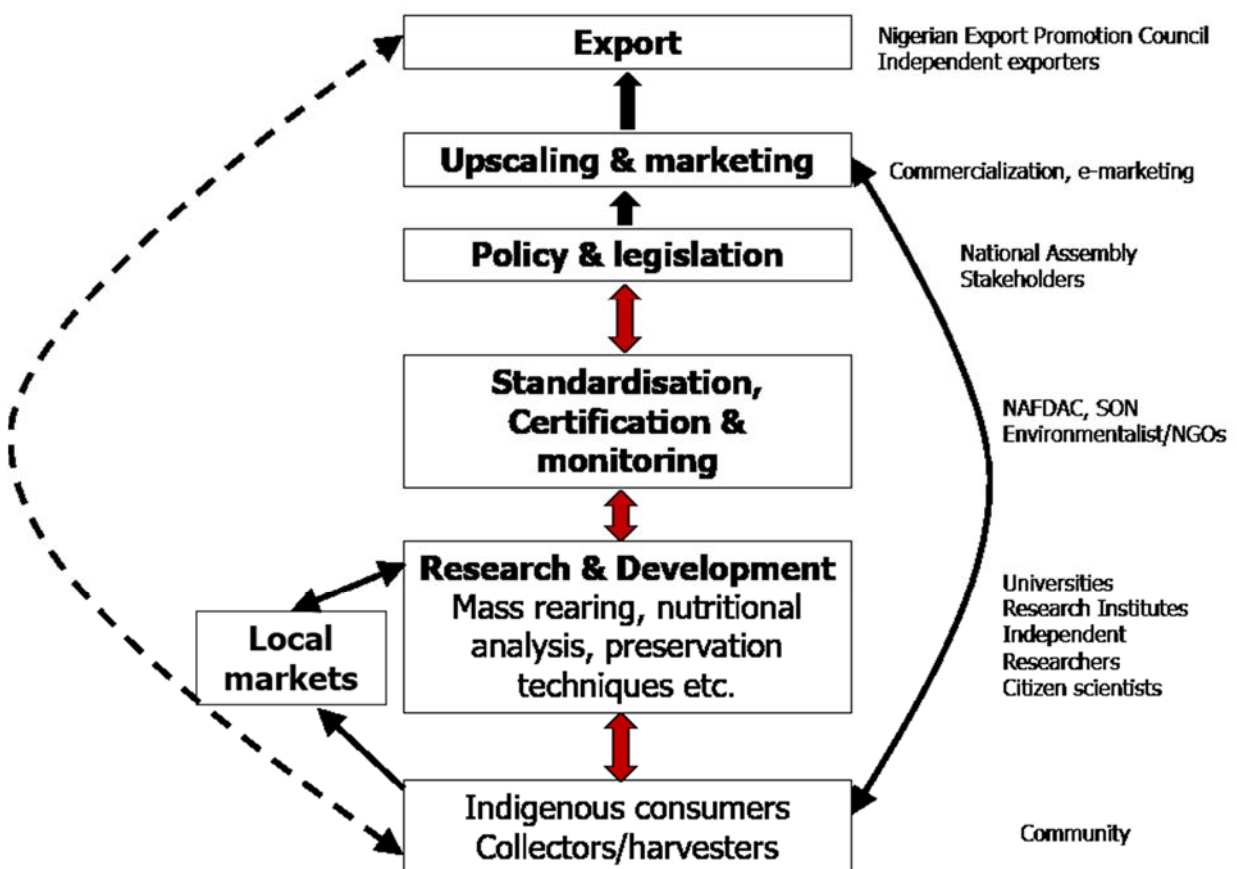 Export
Nigerian Export Promotion Council
Independent exporters
Upscaling & marketing
Commercialization, e-marketing
Policy & legislation
National Assembly
Stakeholders
Standardisation,
Certification &
monitoring
NAFDAC, SON
Environmentalist/NGOs
Research & Development
Mass rearing, nutritional
analysis, preservation
techniques etc.
Universities
Research Institutes
Independent
Researchers
Citizen scientists
Local
markets
Indigenous consumers
Collectors/harvesters
Community